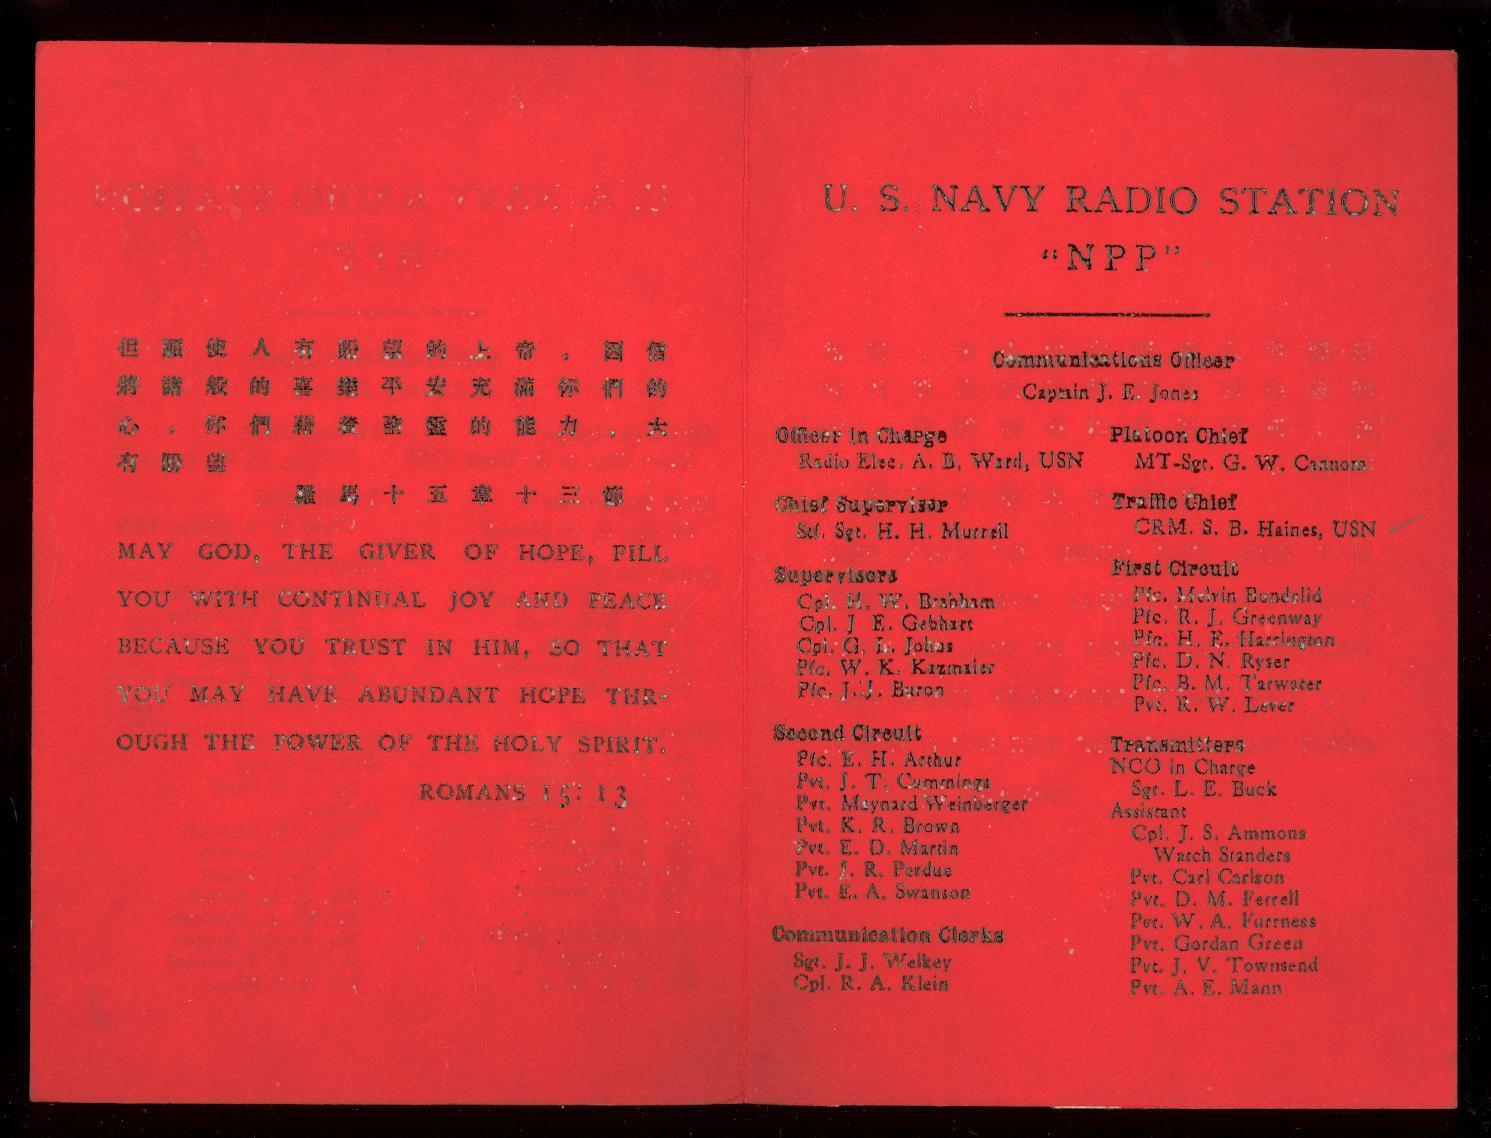 但願使人有盼望的上帝，因信
將諸般的喜樂平安充滿你們的
心，你們藉著聖靈的能力，大
有盼望
羅馬十五章十三節
MAY GOD, THE GIVER OF HOPE, FILL
YOU WITH CONTINUAL JOY AND PEACE
BECAUSE YOU TRUST IN HIM, SO THAT
YOU MAY HAVE ABUNDANT HOPE THR-
OUGH THE POWER OF THE HOLY SPIRIT.
ROMANS 15: 13
U. S. NAVY RADIO STATION
"NPP"
Communications Officer
Captain J. E. Jones
Officer in Charge
Radio Elec. A. B. Ward, USN
Chief Supervisor
Stf. Sgt. H. H. Murrell
Supervisors
Cpl. H. W. Brabham
Cpl. J E. Gebhart
Cpl. G. L. Johns
Pfc. W. K. Kazmaier
Pfc. J. J. Baron
Second Circuit
Pfc. E. H. Arthur
Pvt. J. T. Cummings
Pvt. Maynard Weinberger
Pvt. K. R. Brown
Pvt. E. D. Martin
Pvt. J. R. Perdue
Pvt. E. A. Swanson
Communication Clerks
Sgt. J. J. Welkey
Cpl. R. A. Klein
Platoon Chief
MT-Sgt. G. W. Cannom
Traffic Chief
CRM. S. B. Haines, USN
First Circuit
Pfc. Melvin Bundelid
Pfc. R. J. Greenway
Pfc. H. E. Harrington
Pfc. D. N. Ryser
Pfc. B. M. Tarwater
Pvt. R. W. Lever
Transmitters
NCO in Charge
Sgt. L. E. Buck
Assistant
Cpl. J. S. Ammons
Watch Standers
Pvt. Carl Carlson
Pvt. D. M. Ferrell
Pvt. W. A. Furrness
Pvt. Gordan Green
Pvt. J. V. Townsend
Pvt. A. E. Mann